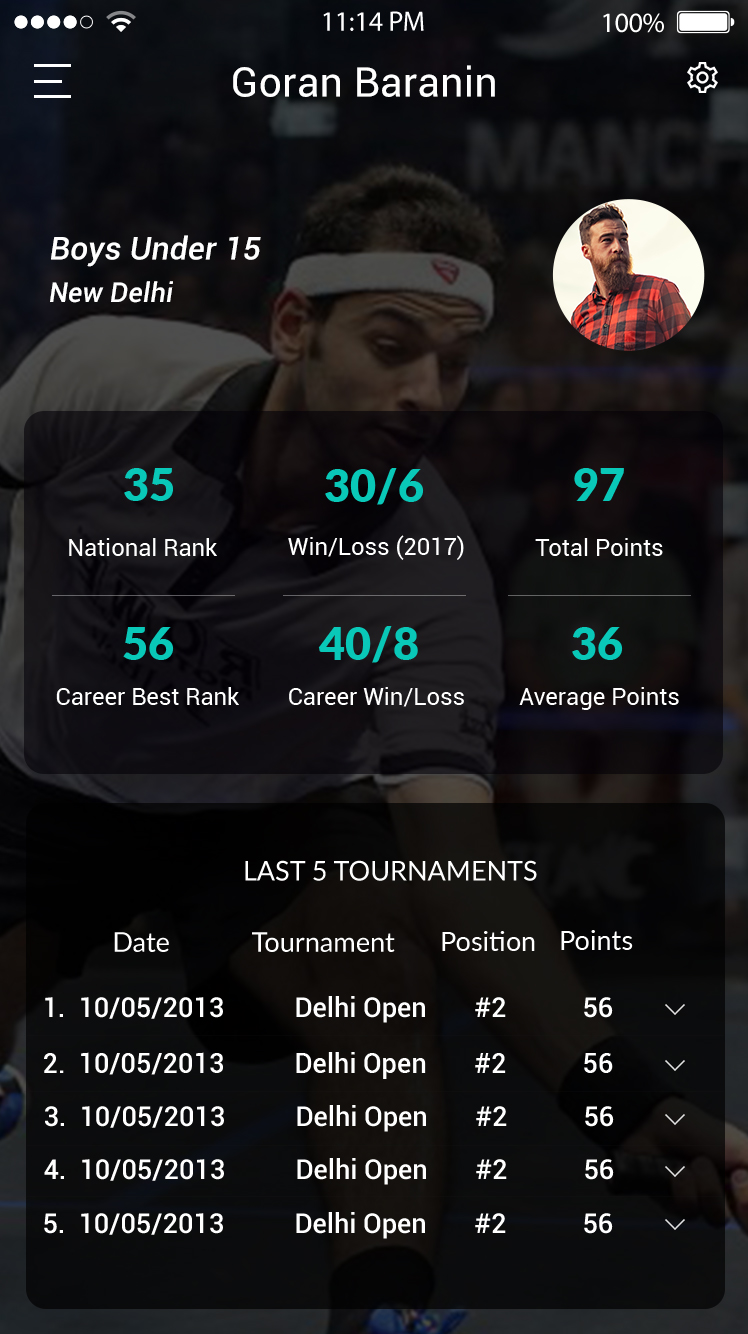 11:14 PM 100%
Goran Baranin
Boys Under 15
New Delhi
MANCH
35 30/6 97
National Rank Win/Loss (2017) Total Points
56 40/8 36
Career Best Rank Career Win/Loss Average Points
LAST 5 TOURNAMENTS
Date Tournament Position Points
1. 10/05/2013 Delhi Open #2 56
2. 10/05/2013 Delhi Open #2 56
3. 10/05/2013 Delhi Open #2 56
4. 10/05/2013 Delhi Open #2 56
5. 10/05/2013 Delhi Open #2 56